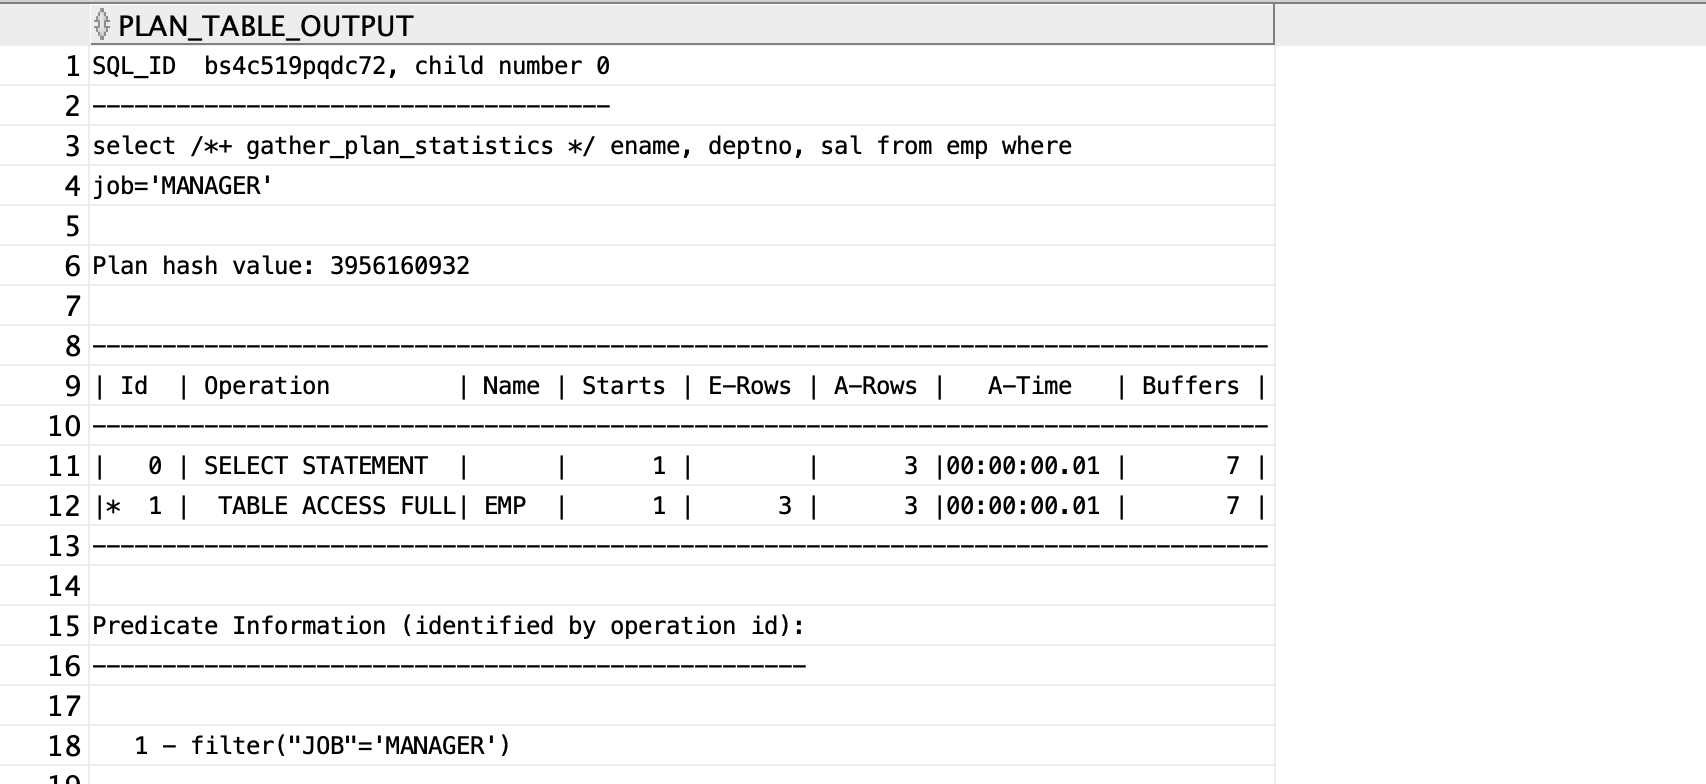 PLAN_TABLE_OUTPUT
1 SQL_ID  bs4c519pqdc72, child number 0
2 -------------------------------------
3 select /*+ gather_plan_statistics */ ename, deptno, sal from emp where
4 job='MANAGER'
5
6 Plan hash value: 3956160932
7
8 ------------------------------------------------------------------------------------
9 | Id  | Operation         | Name | Starts | E-Rows | A-Rows |   A-Time   | Buffers |
10 ------------------------------------------------------------------------------------
11 |   0 | SELECT STATEMENT  |      |      1 |        |      3 |00:00:00.01 |       7 |
12 |*  1 |  TABLE ACCESS FULL| EMP  |      1 |      3 |      3 |00:00:00.01 |       7 |
13 ------------------------------------------------------------------------------------
14
15 Predicate Information (identified by operation id):
16 ---------------------------------------------------
17
18    1 - filter("JOB"='MANAGER')
19